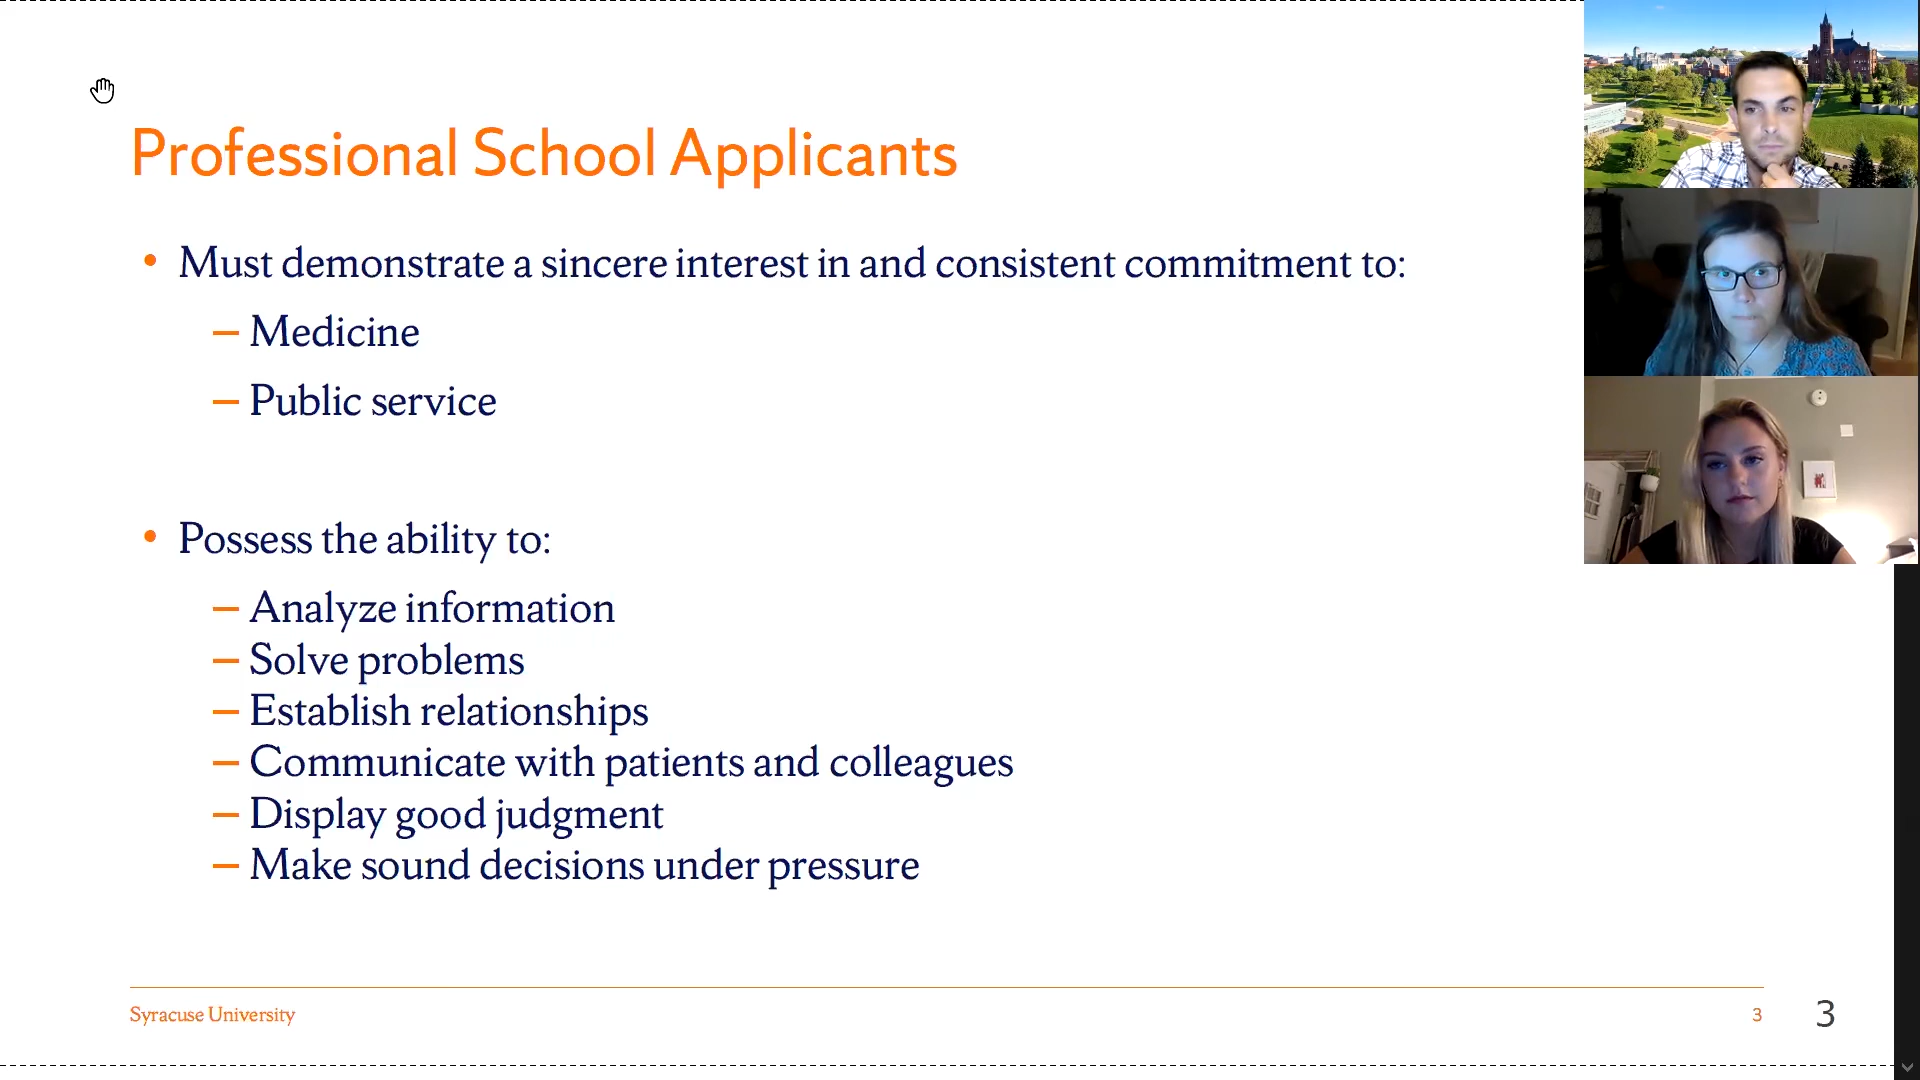 Professional School Applicants
• Must demonstrate a sincere interest in and consistent commitment to:
– Medicine
– Public service
• Possess the ability to:
– Analyze information
– Solve problems
– Establish relationships
– Communicate with patients and colleagues
– Display good judgment
– Make sound decisions under pressure
Syracuse University
3
3